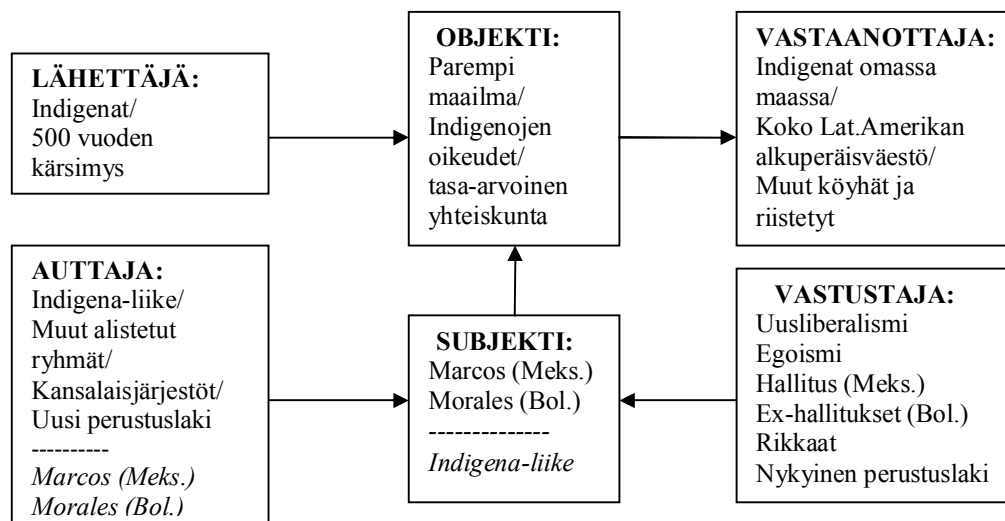 LÄHETTÄJÄ:
Indigenat/
500 vuoden
kärsimys
OBJEKTI:
Parempi
maailma/
Indigenojen
oikeudet/
tasa-arvoinen
yhteiskunta
VASTAANOTTAJA:
Indigenat omassa
maassa/
Koko Lat.Amerikan
alkuperäisväestö/
Muut köyhät ja
riistetyt
AUTTAJA:
Indigena-liike/
Muut alistetut
ryhmät/
Kansalaisjärjestöt/
Uusi perustuslaki
----------
Marcos (Meks.)
Morales (Bol.)
SUBJEKTI:
Marcos (Meks.)
Morales (Bol.)
--------------
Indigena-liike
VASTUSTAJA:
Uusliberalismi
Egoismi
Hallitus (Meks.)
Ex-hallitukset (Bol.)
Rikkaat
Nykyinen perustuslaki